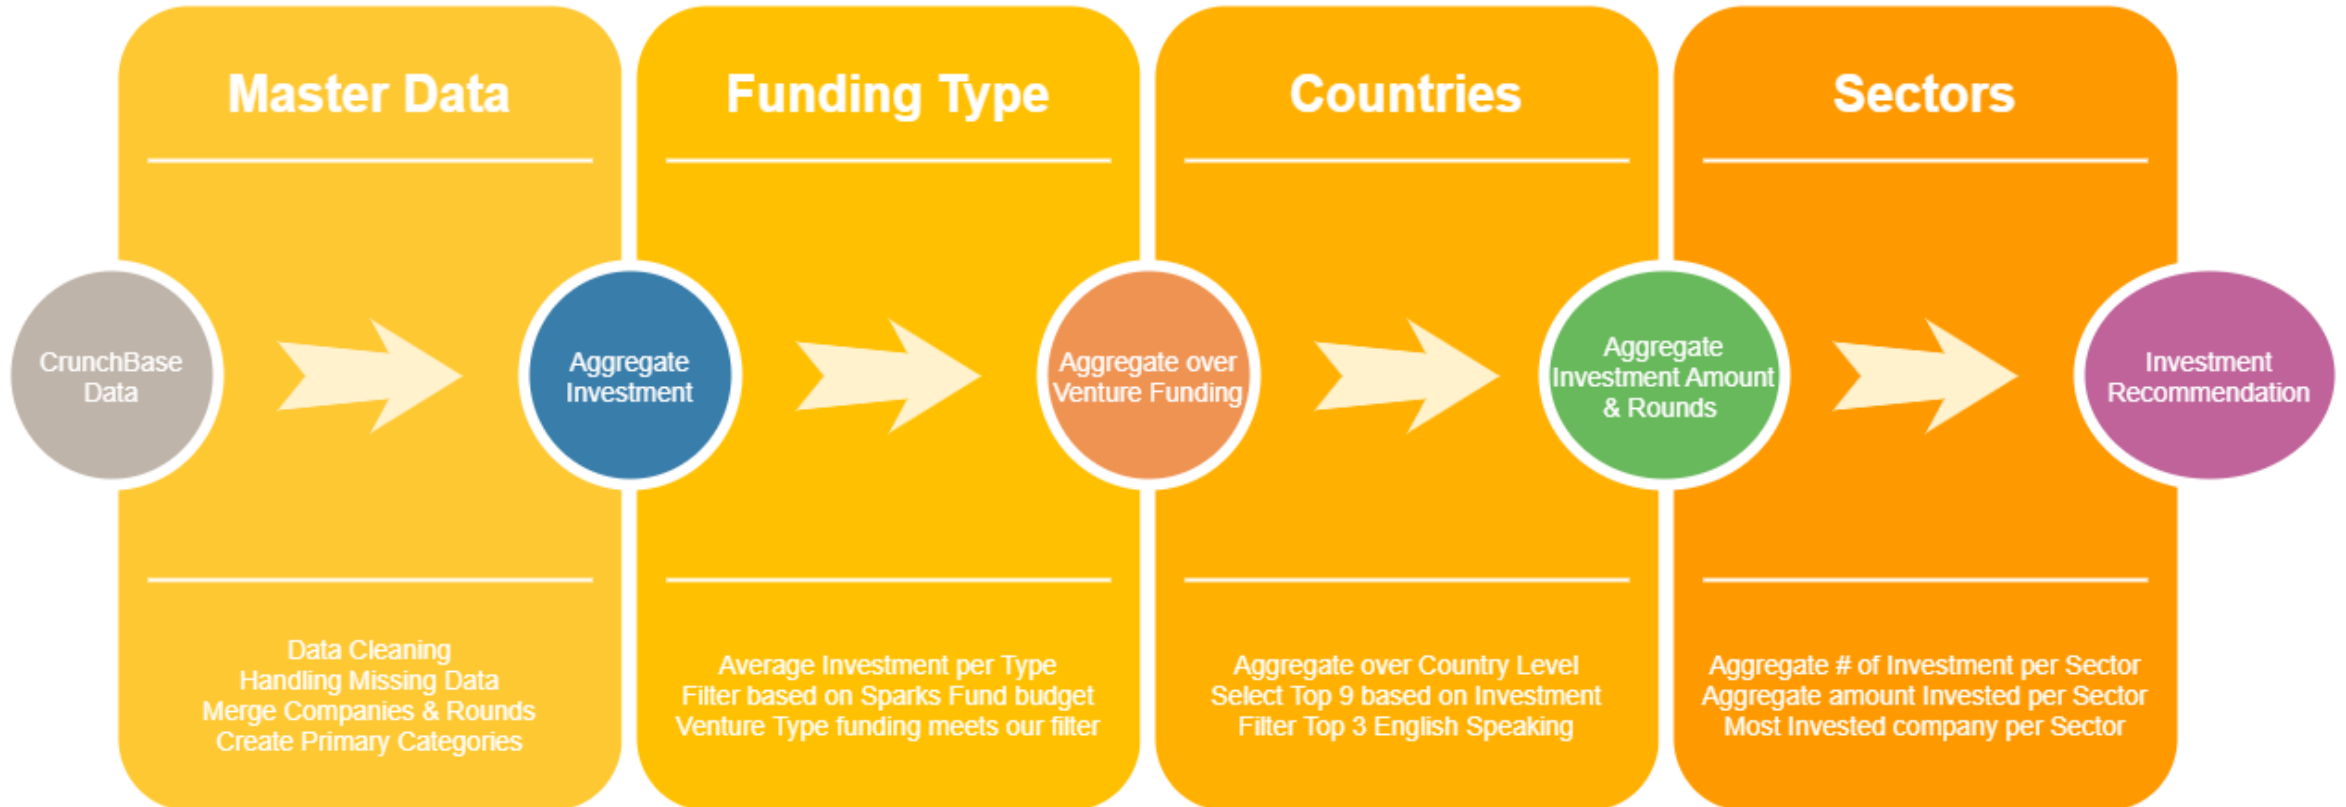 Master Data
Funding Type
Countries
Sectors
CrunchBase
Data
Aggregate
Investment
Aggregate over
Venture Funding
Aggregate
Investment Amount
& Rounds
Investment
Recommendation
Data Cleaning
Handling Missing Data
Merge Companies & Rounds
Create Primary Categories
Average Investment per Type
Filter based on Sparks Fund budget
Venture Type funding meets our filter
Aggregate over Country Level
Select Top 9 based on Investment
Filter Top 3 English Speaking
Aggregate # of Investment per Sector
Aggregate amount Invested per Sector
Most Invested company per Sector